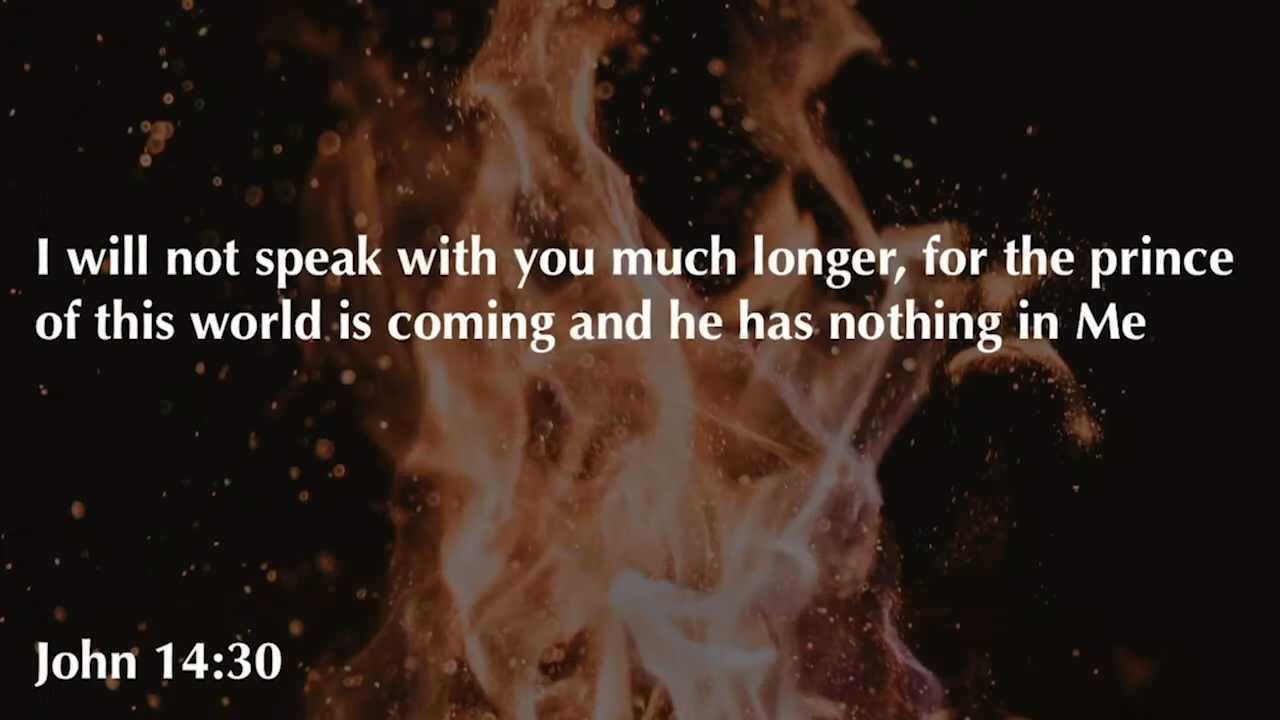 I will not speak with you much longer, for the prince
of this world is coming and he has nothing in Me
John 14:30